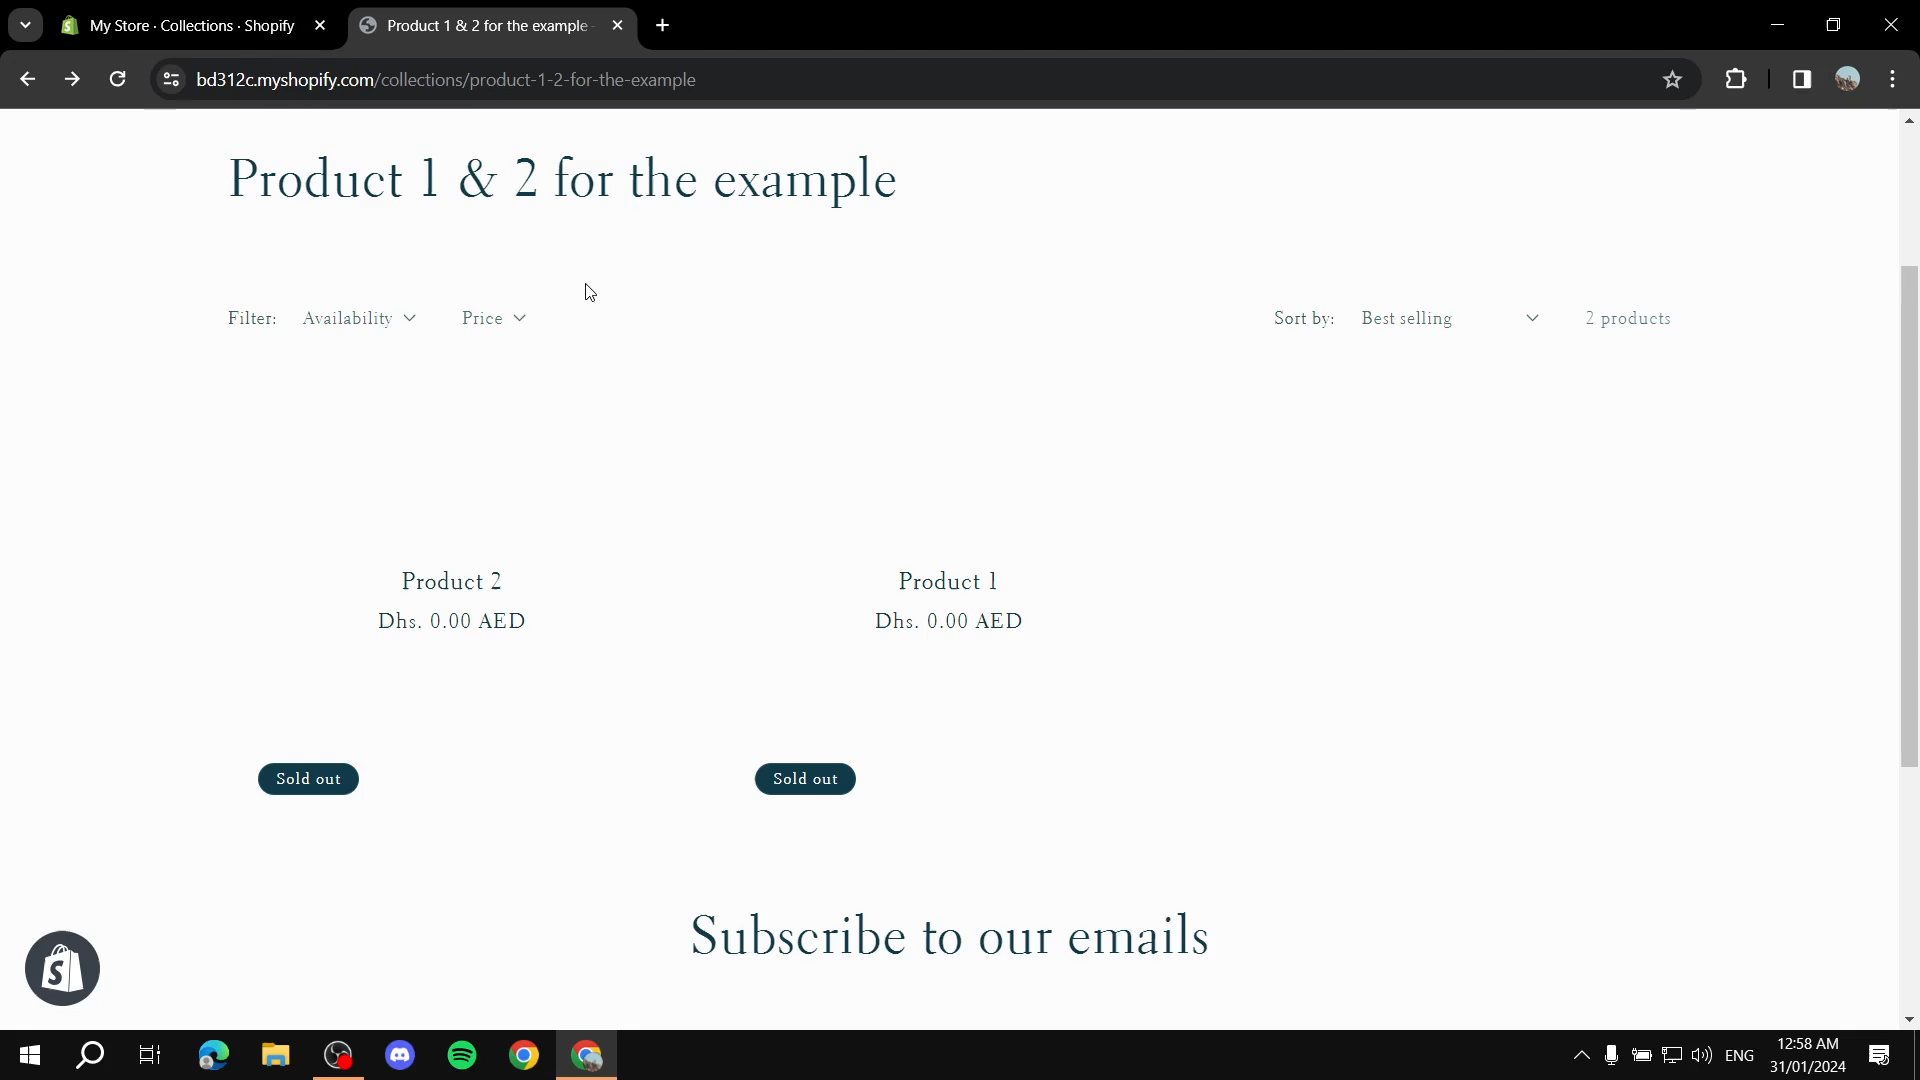 My Store · Collections · Shopify
Product 1 & 2 for the example -
bd312c.myshopify.com/collections/product-1-2-for-the-example
Product 1 & 2 for the example
Filter: Availability Price Sort by: Best selling 2 products
Product 2 Product 1
Dhs. 0.00 AED Dhs. 0.00 AED
Sold out Sold out
Subscribe to our emails
ENG
12:58 AM
31/01/2024